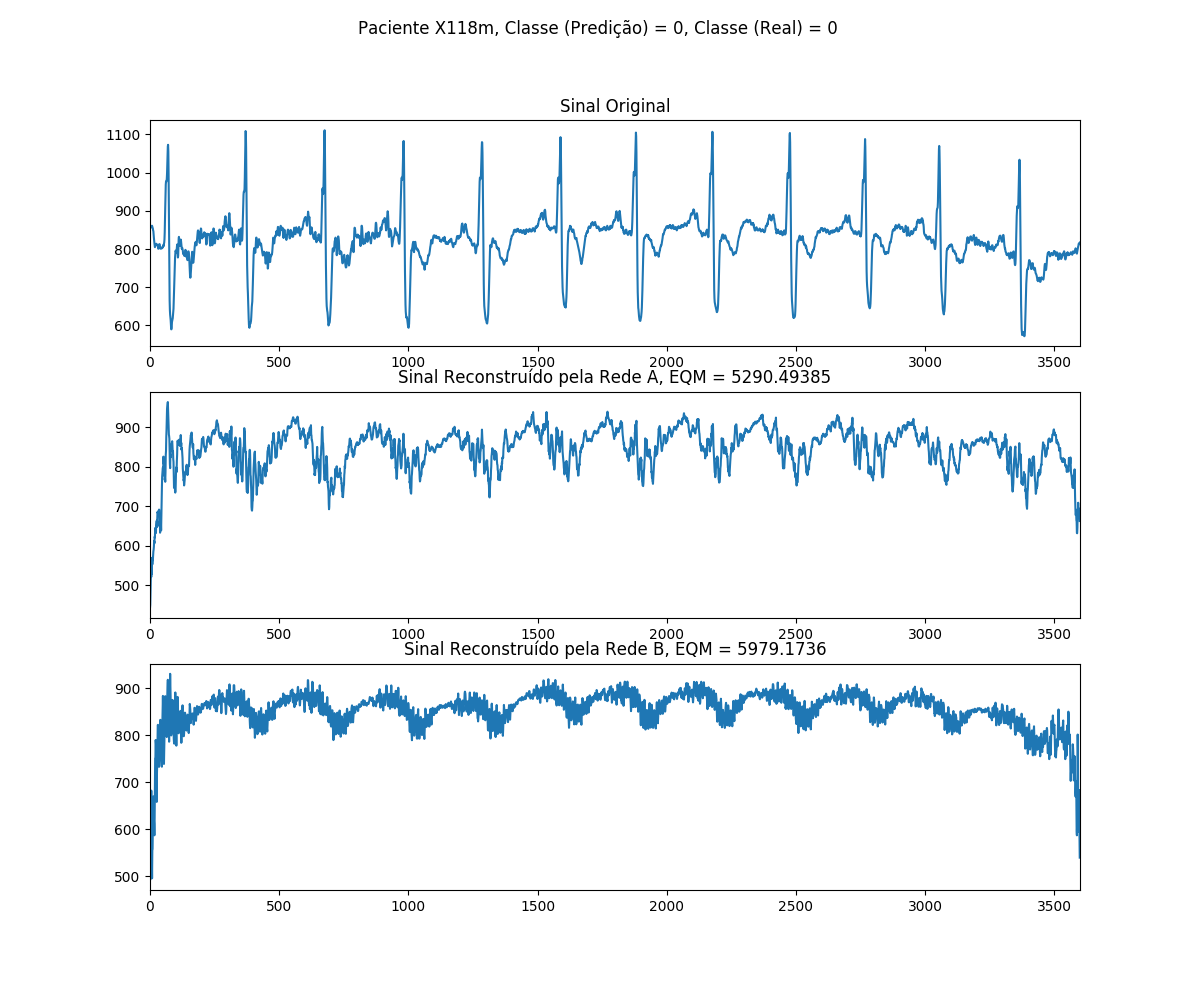 Paciente X118m, Classe (Predição) = 0, Classe (Real) = 0
Sinal Original
1100
1000
900
800
700
600
0 500 1000 1500 2000 2500 3000 3500
Sinal Reconstruído pela Rede A, EQM = 5290.49385
900
800
700
600
500
0 500 1000 1500 2000 2500 3000 3500
Sinal Reconstruído pela Rede B, EQM = 5979.1736
900
800
700
600
500
0 500 1000 1500 2000 2500 3000 3500